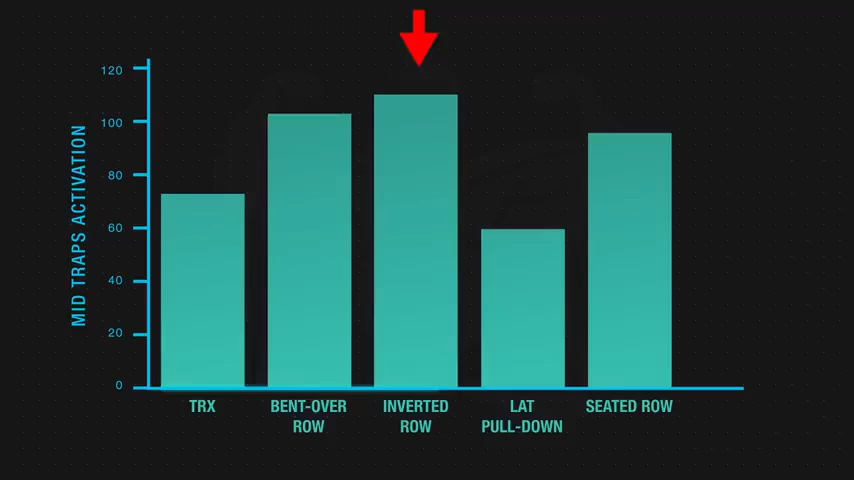 120
100
80
60
40
20
0
MID TRAPS ACTIVATION
TRX
BENT-OVER
ROW
INVERTED
ROW
LAT
PULL-DOWN
SEATED ROW